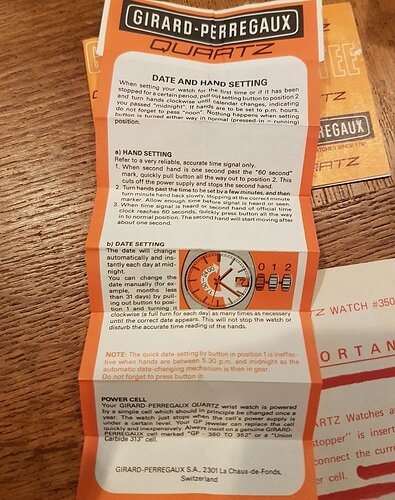 GIRARD-PERREGAUX
QUARTZ
DATE AND HAND SETTING
When setting your watch for the first time or if it has been
stopped for a certain period, pull out setting button to position 2
and turn hands clockwise until calendar changes, indicating
you passed "midnight". If hands are to be set to p.m. hours,
do not forget to pass "noon". Nothing happens when setting
button is turned either way in normal (pressed-in = running)
position.
a) HAND SETTING
Refer to a very reliable, accurate time signal only.
1. When second hand is one second past the "60 second"
mark, quickly pull button all the way out to position 2. This
cuts off the power supply and stops the second hand.
2. Turn hands past the time to be set by a few minutes, and then
turn minute hand back slowly, stopping at the correct minute
marker. Allow enough time before signal is heard or seen.
3. When time signal is heard or second hand of official time
clock reaches 60 seconds, quickly press button all the way
in to normal position. The second hand will start moving after
about one second.
b) DATE SETTING
The date will change
automatically and ins-
tantly each day at mid-
night.
You can change the
date manually (for ex-
ample, months less
than 31 days) by pull-
ing out button to posi-
tion 1 and turning it
clockwise (a full turn for each day) as many times as necessary
until the correct date appears. This will not stop the watch or
disturb the accurate time reading of the hands.
0 1 2
NOTE: The quick date-setting by button in position 1 is ineffec-
tive when hands are between 5:30 p.m. and midnight as the
automatic date-changing mechanism is then in gear.
Do not forget to press button in.
POWER CELL
Your GIRARD-PERREGAUX QUARTZ wrist watch is powered
by a simple cell which should in principle be changed once a
year. The watch just stops when the cell's power supply is
under a certain level. Your GP jeweler can replace the cell
quickly and inexpensively. Always insist on a genuine GIRARD-
PERREGAUX cell marked "GP - 350 TO 352" or a "Union
Carbide 313" cell.
GIRARD-PERREGAUX S.A., 2301 La Chaux-de-Fonds,
Switzerland
TEE
REGAUX
WATCHES SINCE 1791
TZ WATCH #350
ORTAN
ARTZ Watches a
stopper' is insert
connect the curre
er cell.